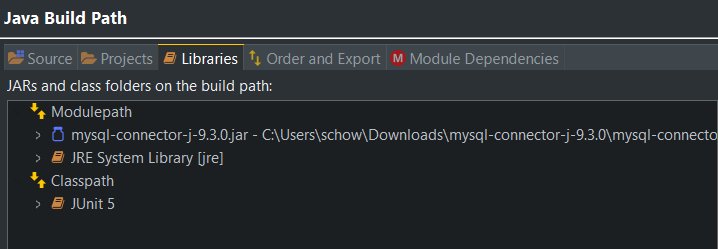 Java Build Path
Source Projects Libraries Order and Export M Module Dependencies
JARs and class folders on the build path:
Modulepath
mysql-connector-j-9.3.0.jar - C:\Users\schow\Downloads\mysql-connector-j-9.3.0\mysql-connecto
JRE System Library [jre]
Classpath
JUnit 5